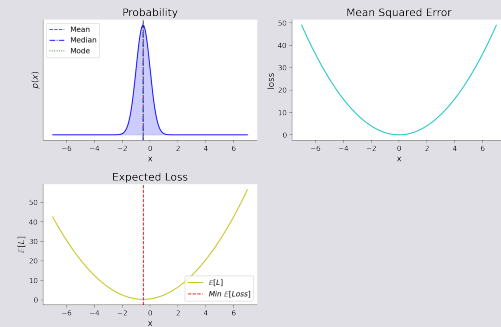 Probability
Mean
Median
Mode
p(x)
−6 −4 −2 0 2 4 6
x
Mean Squared Error
50
40
30
20
10
0
loss
−6 −4 −2 0 2 4 6
x
Expected Loss
50
40
30
20
10
0
𝔼[L]
𝔼[L]
Min 𝔼[Loss]
−6 −4 −2 0 2 4 6
x